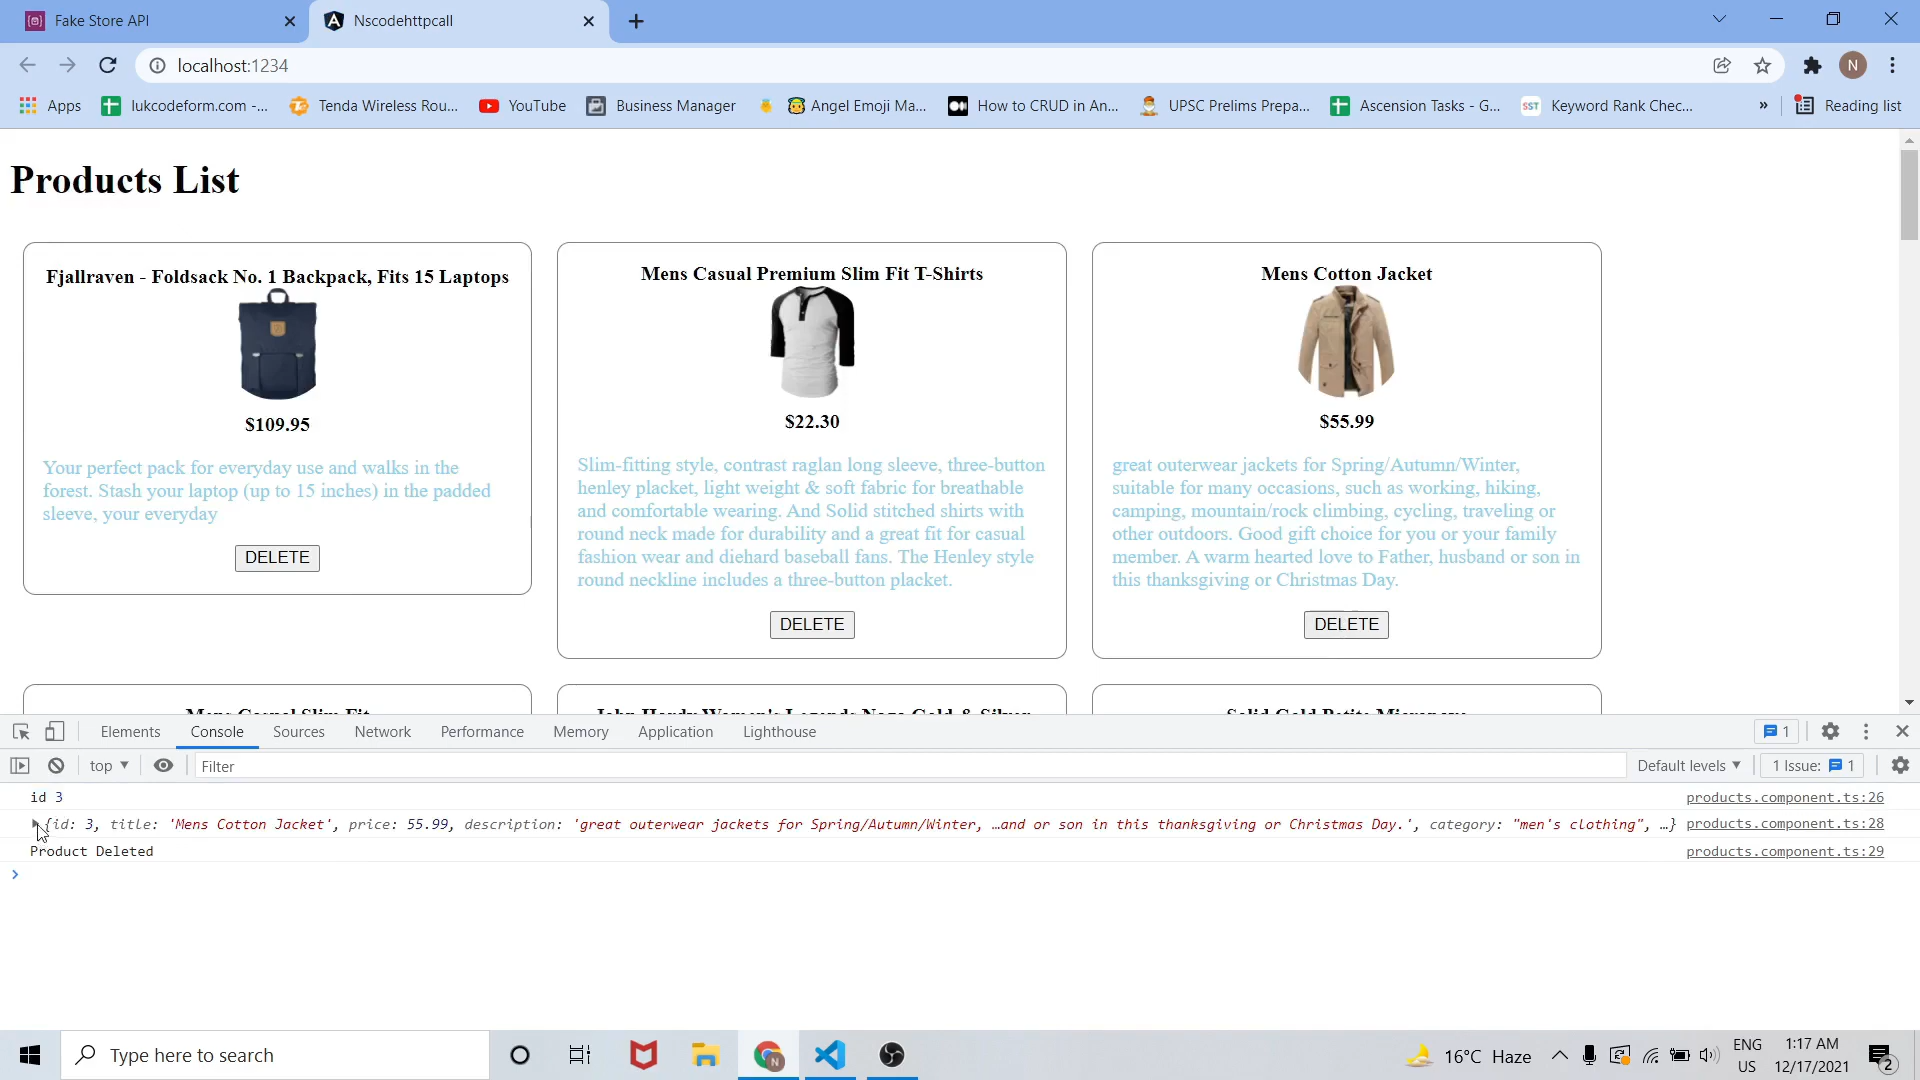 Fake Store API
Nscodehttpcall
localhost:1234
N
Apps
lukcodeform.com -...
Tenda Wireless Rou...
YouTube
Business Manager
Angel Emoji Ma...
How to CRUD in An...
UPSC Prelims Prepa...
Ascension Tasks - G...
SST
Keyword Rank Chec...
»
Reading list
Products List
Fjallraven - Foldsack No. 1 Backpack, Fits 15 Laptops
$109.95
Your perfect pack for everyday use and walks in the
forest. Stash your laptop (up to 15 inches) in the padded
sleeve, your everyday
DELETE
Mens Casual Premium Slim Fit T-Shirts
$22.30
Slim-fitting style, contrast raglan long sleeve, three-button
henley placket, light weight & soft fabric for breathable
and comfortable wearing. And Solid stitched shirts with
round neck made for durability and a great fit for casual
fashion wear and diehard baseball fans. The Henley style
round neckline includes a three-button placket.
DELETE
Mens Cotton Jacket
$55.99
great outerwear jackets for Spring/Autumn/Winter,
suitable for many occasions, such as working, hiking,
camping, mountain/rock climbing, cycling, traveling or
other outdoors. Good gift choice for you or your family
member. A warm hearted love to Father, husband or son in
this thanksgiving or Christmas Day.
DELETE
Mens Casual Slim Fit
John Hardy Women's Legends Naga Gold & Silver
Solid Gold Petite Micropave
Elements
Console
Sources
Network
Performance
Memory
Application
Lighthouse
1
top
Filter
Default levels
1 Issue:
1
id 3
products.component.ts:26
{id: 3, title: 'Mens Cotton Jacket', price: 55.99, description: 'great outerwear jackets for Spring/Autumn/Winter, …and or son in this thanksgiving or Christmas Day.', category: "men's clothing", …}
products.component.ts:28
Product Deleted
products.component.ts:29
Type here to search
N
16°C Haze
ENG
US
1:17 AM
12/17/2021
2